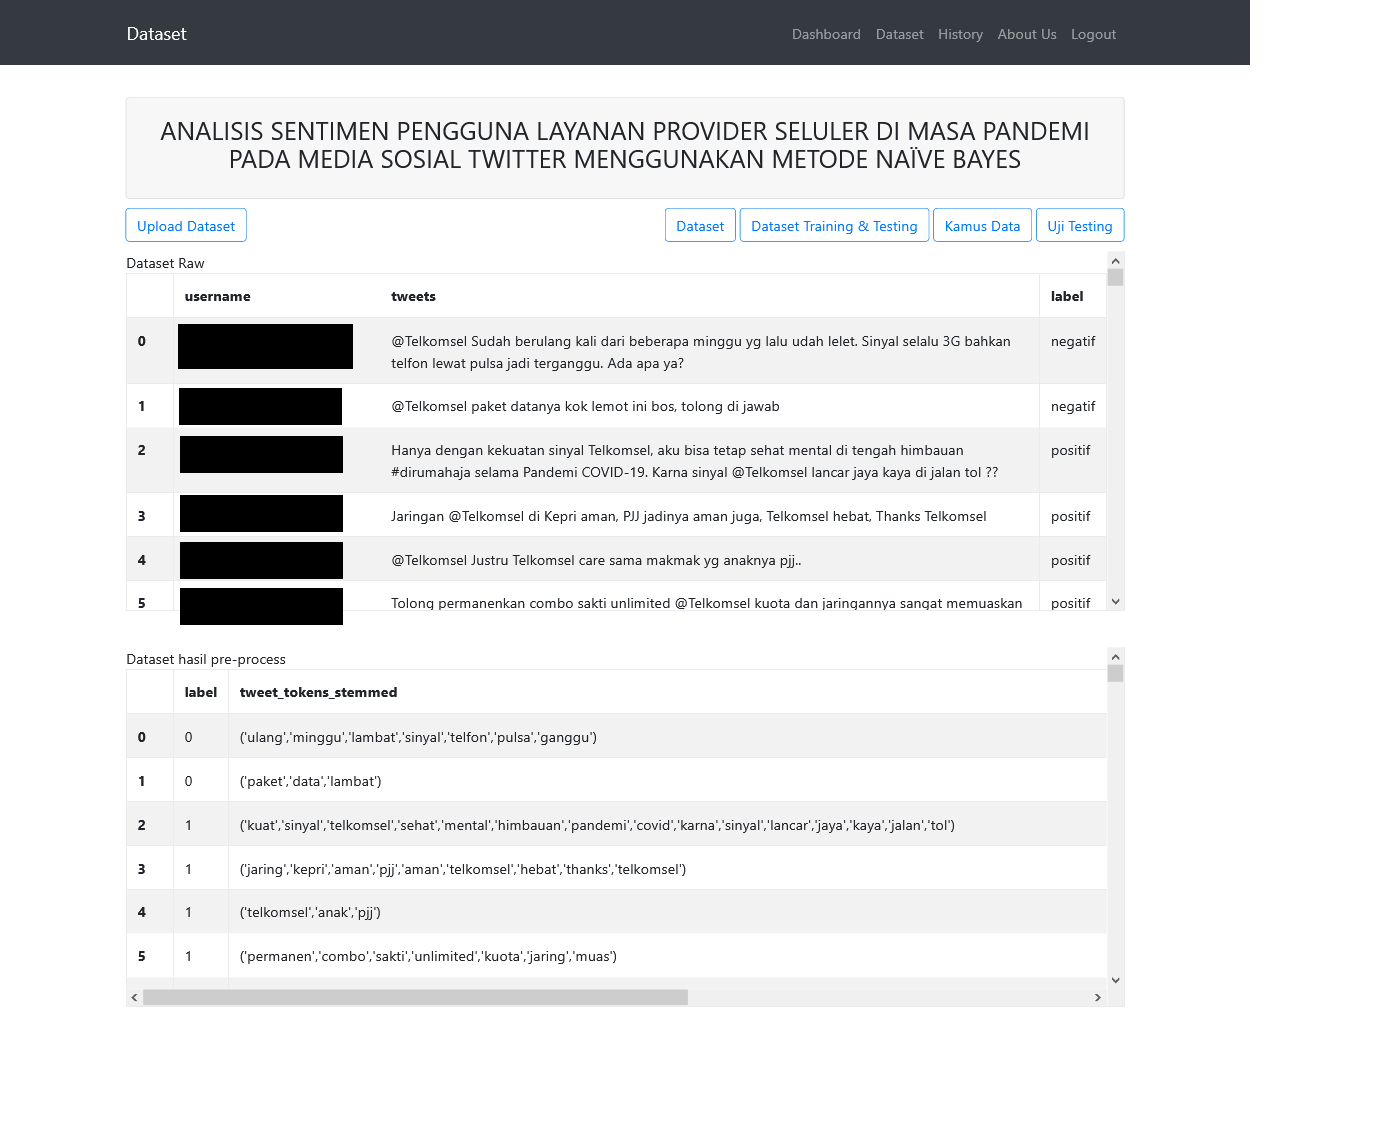 Dataset
Dashboard Dataset History About Us Logout
ANALISIS SENTIMEN PENGGUNA LAYANAN PROVIDER SELULER DI MASA PANDEMI
PADA MEDIA SOSIAL TWITTER MENGGUNAKAN METODE NAÏVE BAYES
Upload Dataset Dataset Dataset Training & Testing Kamus Data Uji Testing
Dataset Raw
username tweets label
0 @Telkomsel Sudah berulang kali dari beberapa minggu yg lalu udah lelet. Sinyal selalu 3G bahkan negatif
telfon lewat pulsa jadi terganggu. Ada apa ya?
1 @Telkomsel paket datanya kok lemot ini bos, tolong di jawab negatif
2 Hanya dengan kekuatan sinyal Telkomsel, aku bisa tetap sehat mental di tengah himbauan positif
#dirumahaja selama Pandemi COVID-19. Karna sinyal @Telkomsel lancar jaya kaya di jalan tol ??
3 Jaringan @Telkomsel di Kepri aman, PJJ jadinya aman juga, Telkomsel hebat, Thanks Telkomsel positif
4 @Telkomsel Justru Telkomsel care sama makmak yg anaknya pjj.. positif
5 Tolong permanenkan combo sakti unlimited @Telkomsel kuota dan jaringannya sangat memuaskan positif
Dataset hasil pre-process
label tweet_tokens_stemmed
0 0 ('ulang','minggu','lambat','sinyal','telfon','pulsa','ganggu')
1 0 ('paket','data','lambat')
2 1 ('kuat','sinyal','telkomsel','sehat','mental','himbauan','pandemi','covid','karna','sinyal','lancar','jaya','kaya','jalan','tol')
3 1 ('jaring','kepri','aman','pjj','aman','telkomsel','hebat','thanks','telkomsel')
4 1 ('telkomsel','anak','pjj')
5 1 ('permanen','combo','sakti','unlimited','kuota','jaring','muas')